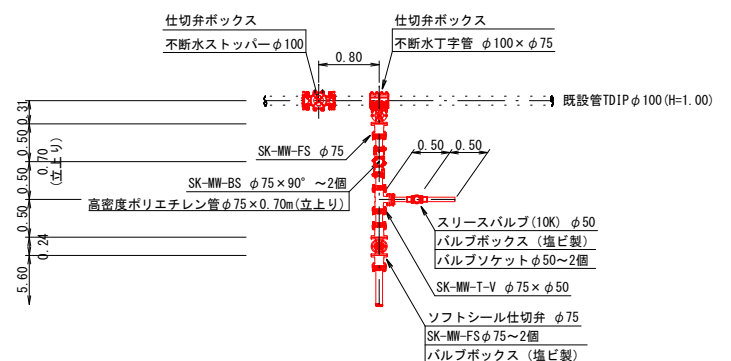 仕切弁ボックス
不断水ストッパーφ100
仕切弁ボックス
不断水丁字管 φ100×φ75
0.80
既設管TDIPφ100(H=1.00)
0.31
0.50
0.70
(立上り)
0.50
0.50
0.24
5.60
SK-MW-FS φ75
0.50
0.50
SK-MW-BS φ75×90° ~2個
高密度ポリエチレン管φ75×0.70m(立上り)
スリースバルブ(10K) φ50
バルブボックス (塩ビ製)
バルブソケットφ50~2個
SK-MW-T-V φ75×φ50
ソフトシール仕切弁 φ75
SK-MW-FSφ75~2個
バルブボックス (塩ビ製)